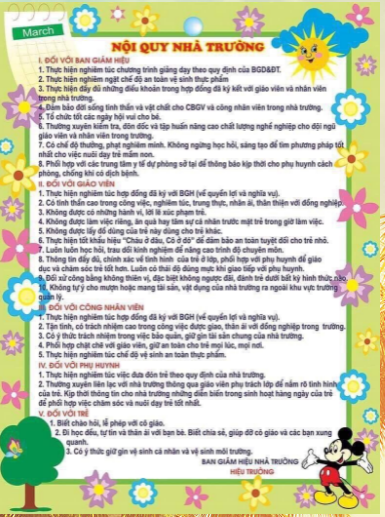 March
NỘI QUY NHÀ TRƯỜNG
I. ĐỐI VỚI BAN GIÁM HIỆU
1. Thực hiện nghiêm túc chương trình giảng dạy theo quy định của BGD&ĐT.
2. Thực hiện nghiêm ngặt chế độ an toàn vệ sinh thực phẩm
3. Thực hiện đầy đủ những điều khoản trong hợp đồng đã ký kết với giáo viên và nhân viên
trong nhà trường.
4. Đảm bảo đời sống tinh thần và vật chất cho CBGV và công nhân viên trong nhà trường.
5. Tổ chức tốt các ngày hội vui cho bé.
6. Thường xuyên kiểm tra, đôn đốc và tập huấn nâng cao chất lượng nghề nghiệp cho đội ngũ
giáo viên và nhân viên trong trường.
7. Có chế độ thưởng, phạt nghiêm minh. Không ngừng học hỏi, sáng tạo để tìm phương pháp tốt
nhất cho việc nuôi dạy trẻ mầm non.
8. Phối hợp với các trung tâm y tế dự phòng sở tại để thông báo kịp thời cho phụ huynh cách
phòng, chống khi có dịch bệnh.
II. ĐỐI VỚI GIÁO VIÊN
1. Thực hiện nghiêm túc hợp đồng đã ký với BGH (về quyền lợi và nghĩa vụ).
2. Có tinh thần cao trong công việc, nghiêm túc, trung thực, nhân ái, thân thiện với đồng nghiệp.
3. Không được có những hành vi, lời lẽ xúc phạm trẻ.
4. Không được làm việc riêng, ăn quà hay tâm sự cá nhân trước mặt trẻ trong giờ làm việc.
5. Không được lấy đồ dùng của trẻ này dùng cho trẻ khác.
6. Thực hiện tốt khẩu hiệu "Cháu ở đâu, Cô ở đó" để đảm bảo an toàn tuyệt đối cho trẻ nhỏ.
7. Luôn luôn học hỏi, trau dồi kinh nghiệm để nâng cao trình độ chuyên môn.
8. Thông tin đầy đủ, chính xác về tình hình của trẻ ở lớp, phối hợp với phụ huynh để giáo
dục và chăm sóc trẻ tốt hơn. Luôn có thái độ đúng mực khi giao tiếp với phụ huynh.
9. Đối xử công bằng không thiên vị, đặc biệt không ngược đãi, đánh trẻ dưới bất kỳ hình thức nào.
10. Không tự ý cho mượn hoặc mang tài sản, vật dụng của nhà trường ra ngoài khu vực trường
quản lý.
III. ĐỐI VỚI CÔNG NHÂN VIÊN
1. Thực hiện nghiêm túc hợp đồng đã ký với BGH (về quyền lợi và nghĩa vụ).
2. Tận tình, có trách nhiệm cao trong công việc được giao, thân ái với đồng nghiệp trong trường.
3. Có ý thức trách nhiệm trong việc bảo quản, giữ gìn tài sản chung của nhà trường.
4. Phối hợp chặt chẽ với giáo viên, giữ an toàn cho trẻ mọi lúc, mọi nơi.
5. Thực hiện nghiêm túc chế độ vệ sinh an toàn thực phẩm.
IV. ĐỐI VỚI PHỤ HUYNH
1. Thực hiện nghiêm túc việc đưa đón trẻ theo quy định của nhà trường.
2. Thường xuyên liên lạc với nhà trường thông qua giáo viên phụ trách lớp để nắm rõ tình hình
của trẻ. Kịp thời thông tin cho nhà trường những diễn biến trong sinh hoạt hàng ngày của trẻ
để phối hợp việc chăm sóc và nuôi dạy trẻ tốt nhất.
V. ĐỐI VỚI TRẺ
1. Biết chào hỏi, lễ phép với cô giáo.
2. Đi học đều, tự tin và thân ái với bạn bè. Biết chia sẻ, giúp đỡ cô giáo và các bạn xung
quanh.
3. Có ý thức giữ gìn vệ sinh cá nhân và vệ sinh môi trường.
BAN GIÁM HIỆU NHÀ TRƯỜNG
HIỆU TRƯỞNG